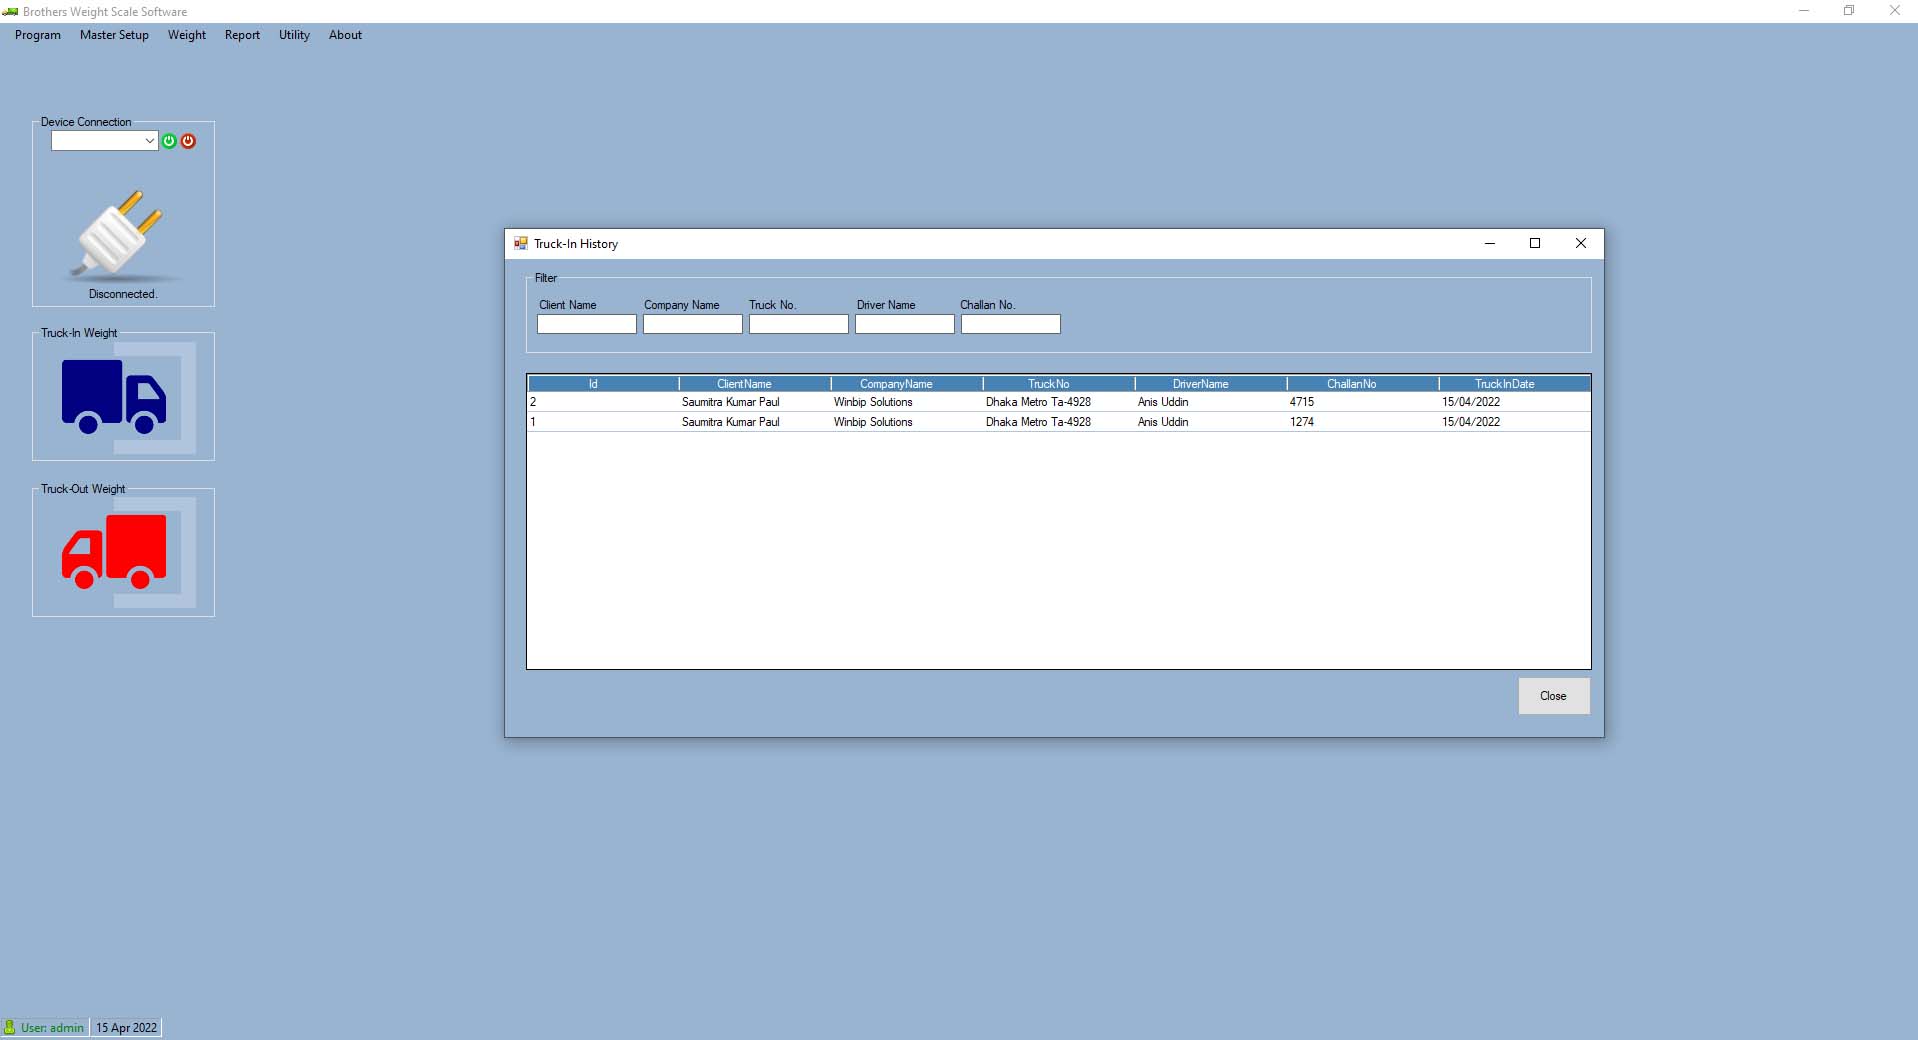 Brothers Weight Scale Software
Program Master Setup Weight Report Utility About
Device Connection
Disconnected.
Truck-In Weight
Truck-Out Weight
Truck-In History
Filter
Client Name Company Name Truck No. Driver Name Challan No.
Id ClientName CompanyName TruckNo DriverName ChallanNo TruckInDate
2 Saumitra Kumar Paul Winbip Solutions Dhaka Metro Ta-4928 Anis Uddin 4715 15/04/2022
1 Saumitra Kumar Paul Winbip Solutions Dhaka Metro Ta-4928 Anis Uddin 1274 15/04/2022
Close
User: admin 15 Apr 2022